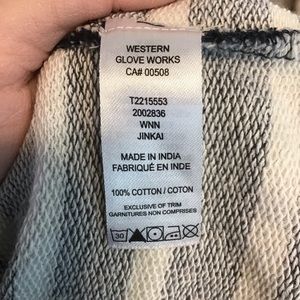 WESTERN
GLOVE WORKS
CA# 00508
T2215553
2002836
WNN
JINKAI
MADE IN INDIA
FABRIQUÉ EN INDE
100% COTTON / COTON
EXCLUSIVE OF TRIM
GARNITURES NON COMPRISES
30